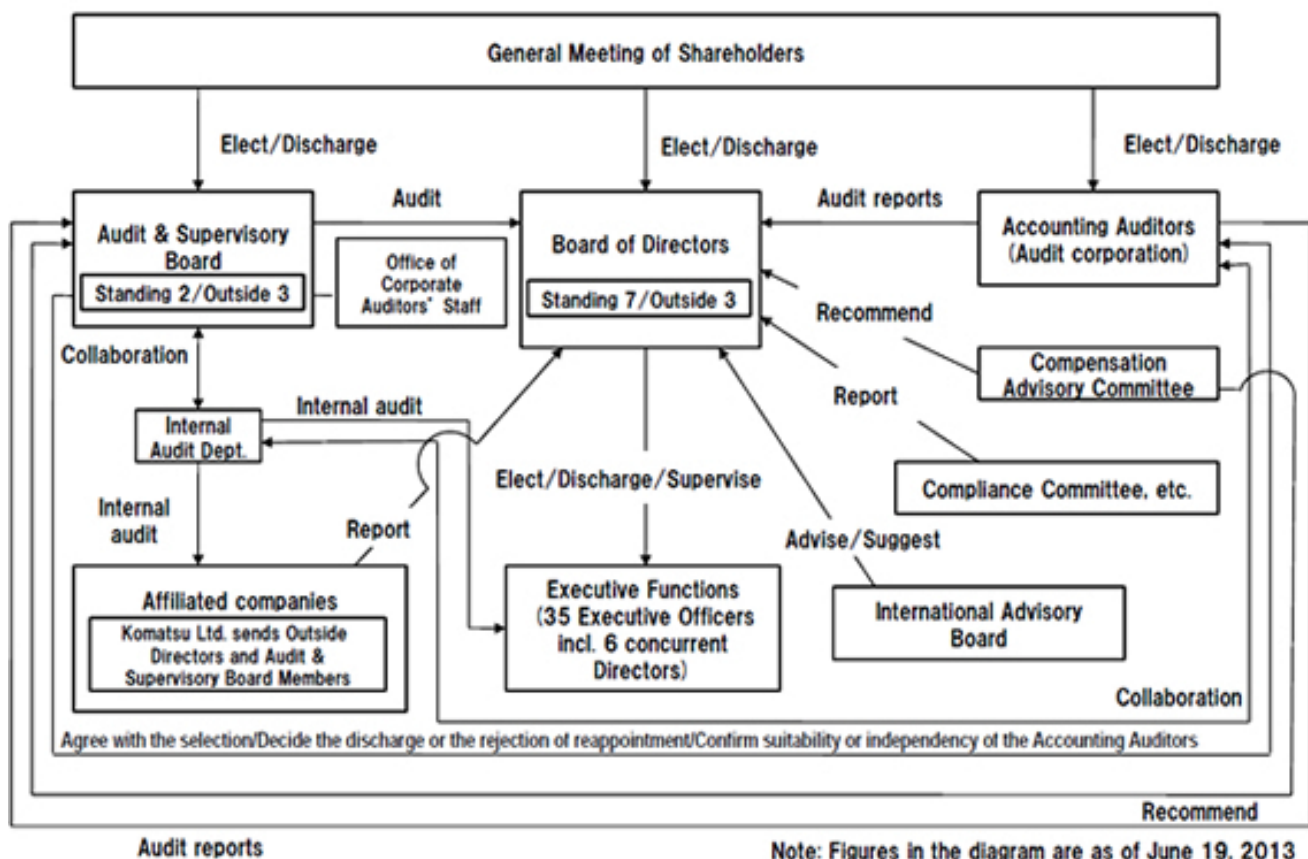 General Meeting of Shareholders
Elect/Discharge
Elect/Discharge
Elect/Discharge
Audit & Supervisory
Board
Standing 2/Outside 3
Audit
Office of
Corporate
Auditors' Staff
Board of Directors
Standing 7/Outside 3
Audit reports
Accounting Auditors
(Audit corporation)
Collaboration
Recommend
Compensation
Advisory Committee
Internal
Audit Dept.
Internal audit
Report
Elect/Discharge/Supervise
Compliance Committee, etc.
Internal
audit
Report
Advise/Suggest
Affiliated companies
Komatsu Ltd. sends Outside
Directors and Audit &
Supervisory Board Members
Executive Functions
(35 Executive Officers
incl. 6 concurrent
Directors)
International Advisory
Board
Collaboration
Agree with the selection/Decide the discharge or the rejection of reappointment/Confirm suitability or independency of the Accounting Auditors
Recommend
Audit reports
Note: Figures in the diagram are as of June 19, 2013